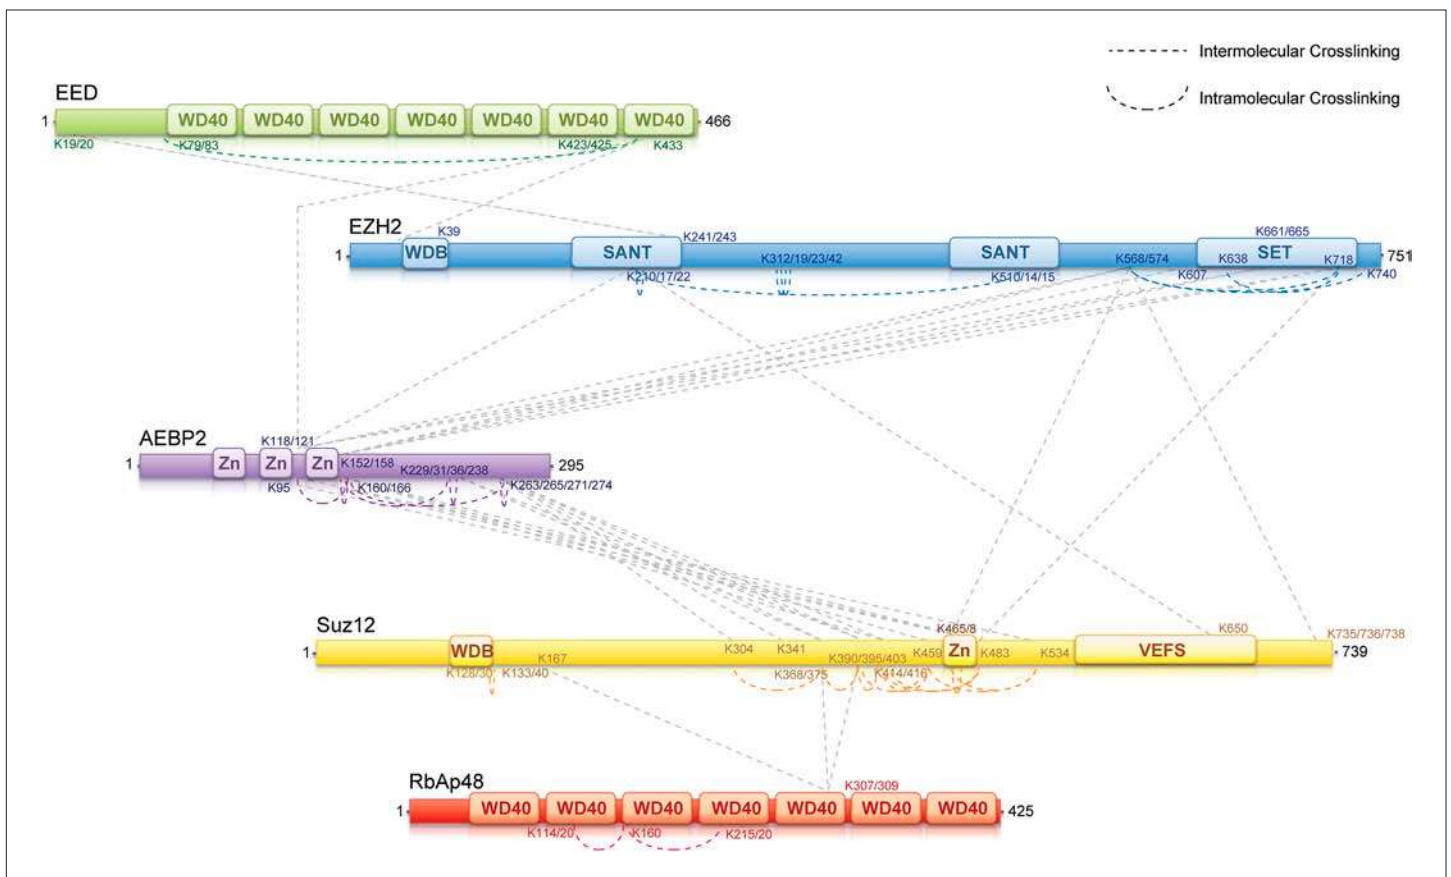 Intermolecular Crosslinking
Intramolecular Crosslinking
EED
1 WD40 WD40 WD40 WD40 WD40 WD40 WD40 466
K19/20 K79/83 K423/425 K433
EZH2
K39 K241/243 K661/665
1 WDB SANT SANT SET 751
K312/19/23/42 K568/574 K638 K718
K210/17/22 K510/14/15 K607 K740
AEBP2
K118/121
1 Zn Zn Zn 295
K152/158 K229/31/36/238
K95 K160/166 K263/265/271/274
Suz12
K465/8 K650 K735/736/738
1 WDB Zn VEFS 739
K167 K304 K341 K390/395/403 K459 K483 K534
K128/30 K133/40 K368/375 K414/416
RbAp48
K307/309
1 WD40 WD40 WD40 WD40 WD40 WD40 WD40 425
K114/20 K160 K215/20